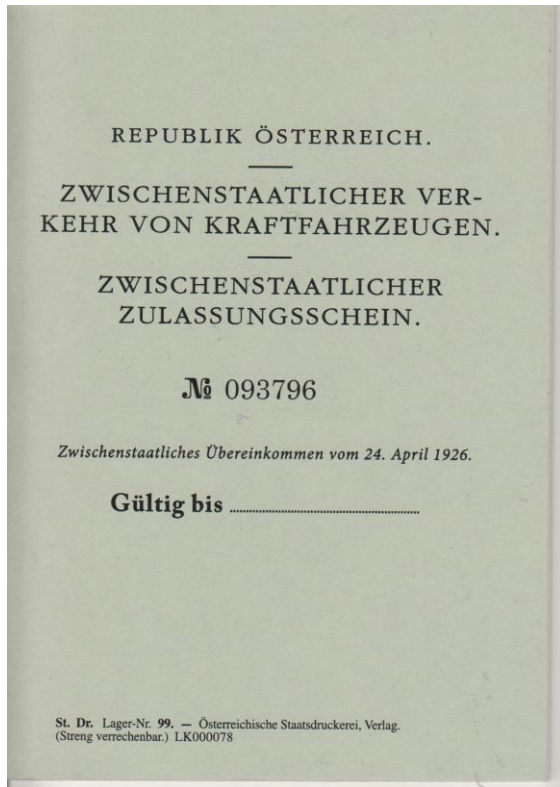 REPUBLIK ÖSTERREICH.
ZWISCHENSTAATLICHER VER-
KEHR VON KRAFTFAHRZEUGEN.
ZWISCHENSTAATLICHER
ZULASSUNGSSCHEIN.
№ 093796
Zwischenstaatliches Übereinkommen vom 24. April 1926.
Gültig bis ................................................
St. Dr. Lager-Nr. 99. — Österreichische Staatsdruckerei, Verlag.
(Streng verrechenbar.) LK000078